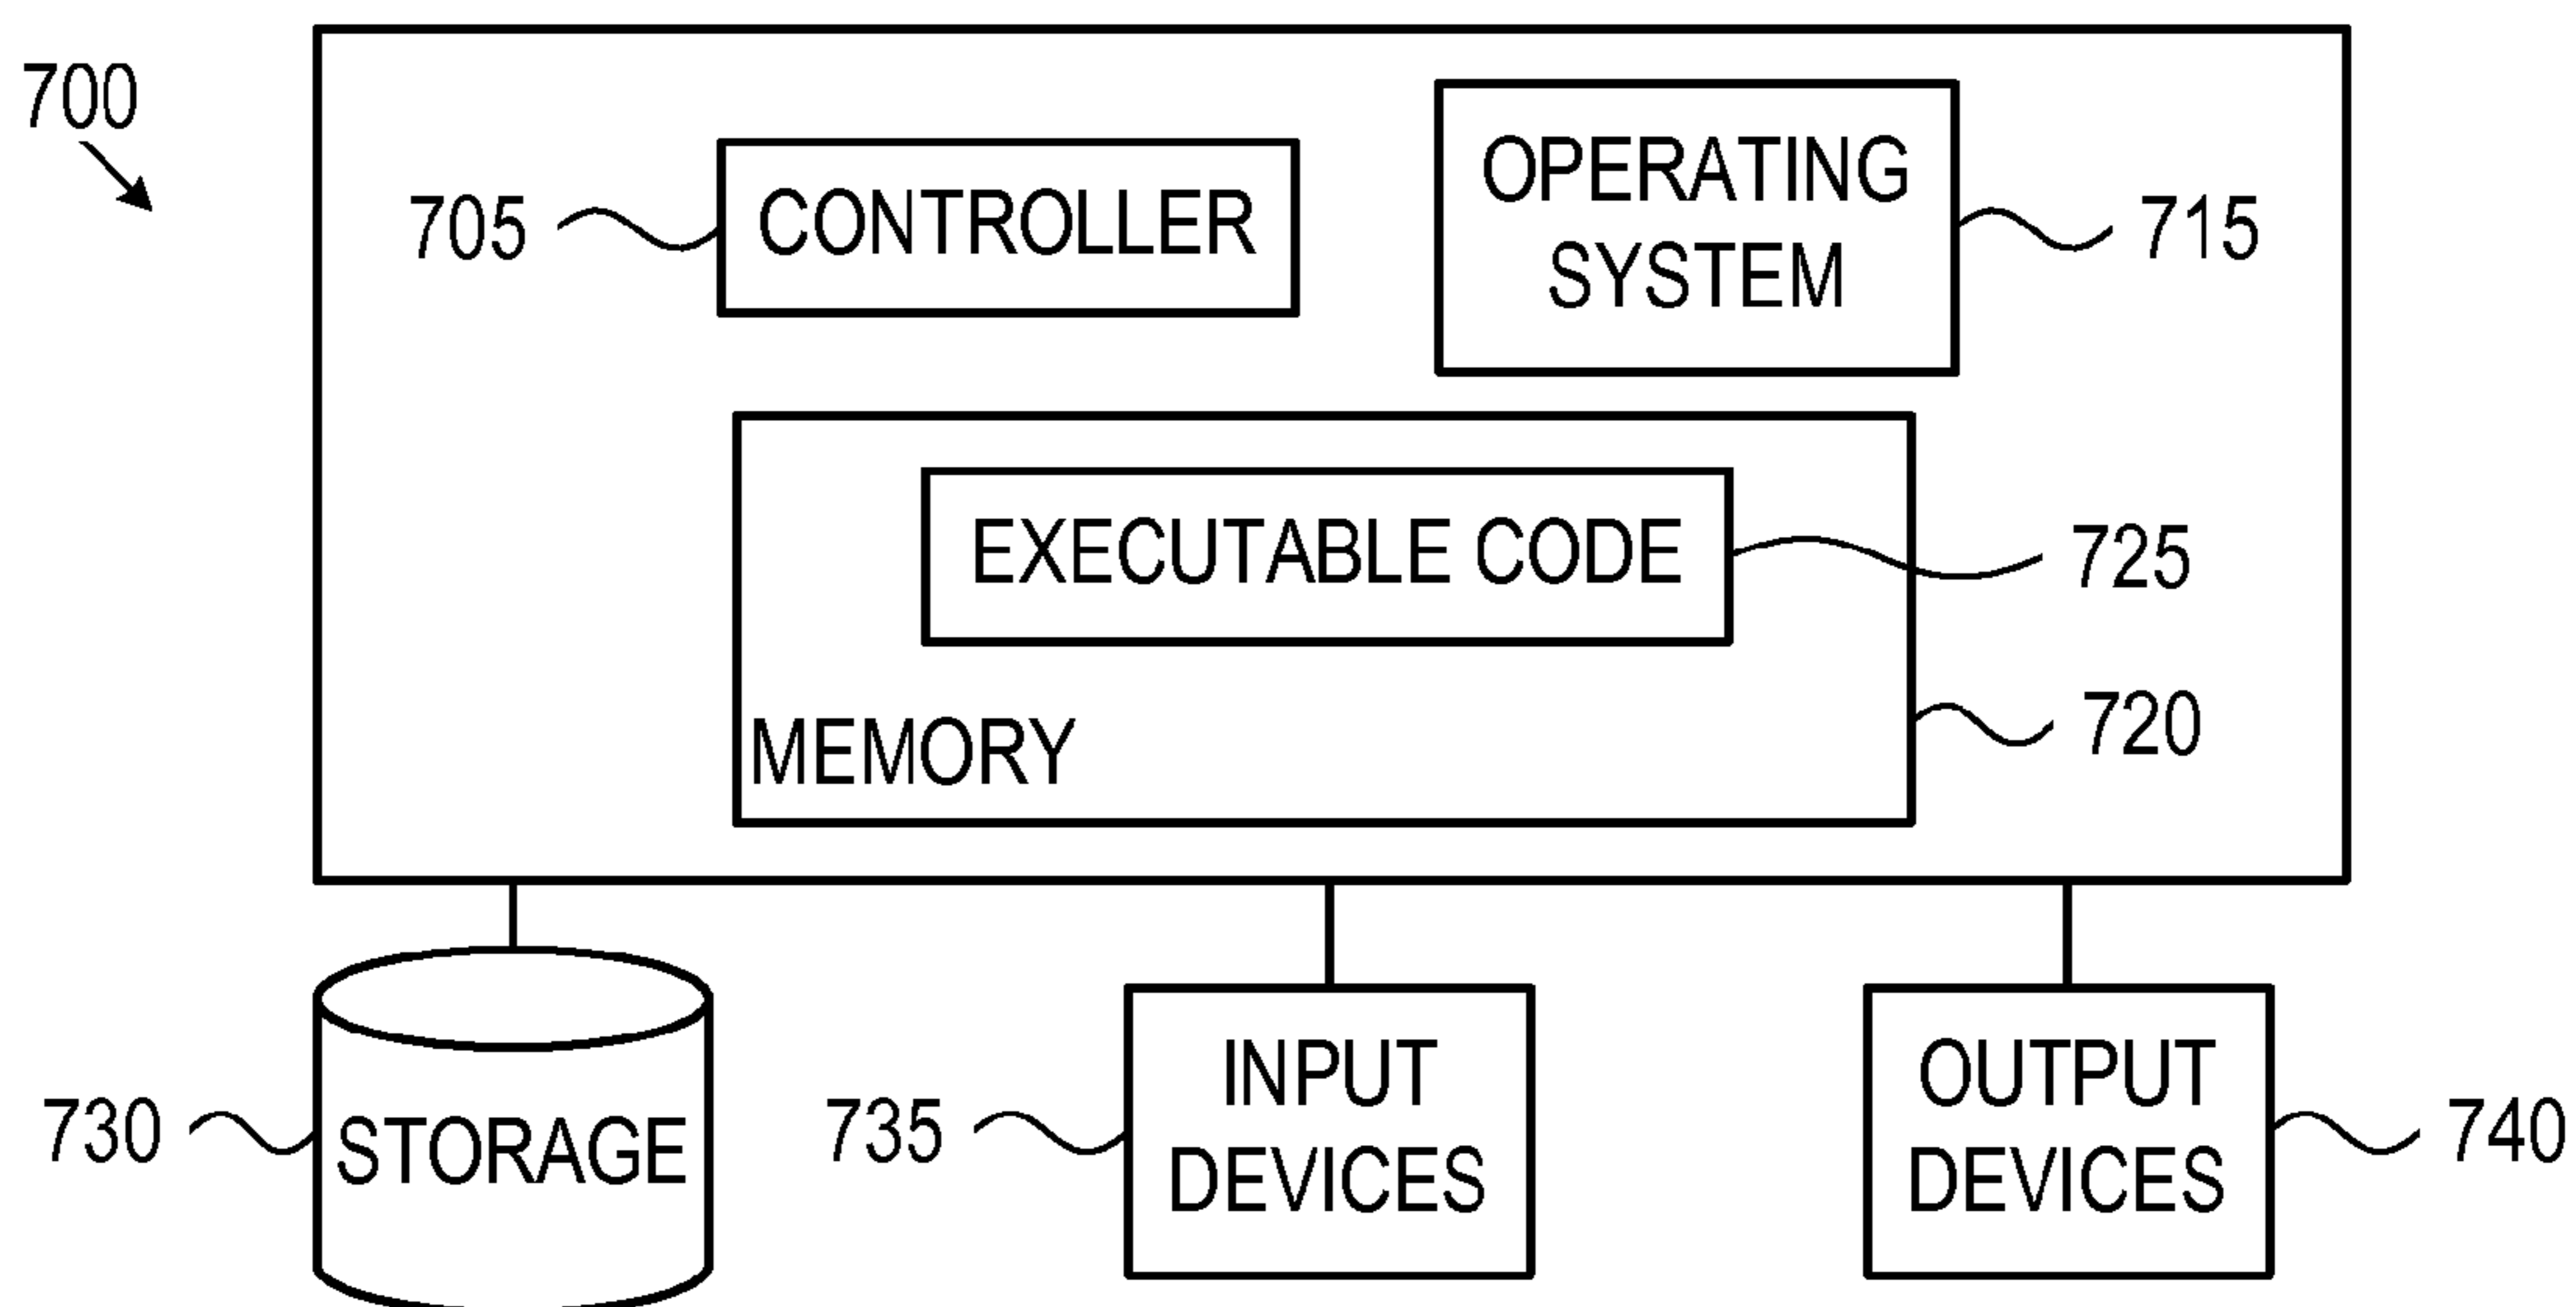 700
705
CONTROLLER
OPERATING
SYSTEM
715
EXECUTABLE CODE
725
MEMORY
720
730
STORAGE
735
INPUT
DEVICES
OUTPUT
DEVICES
740